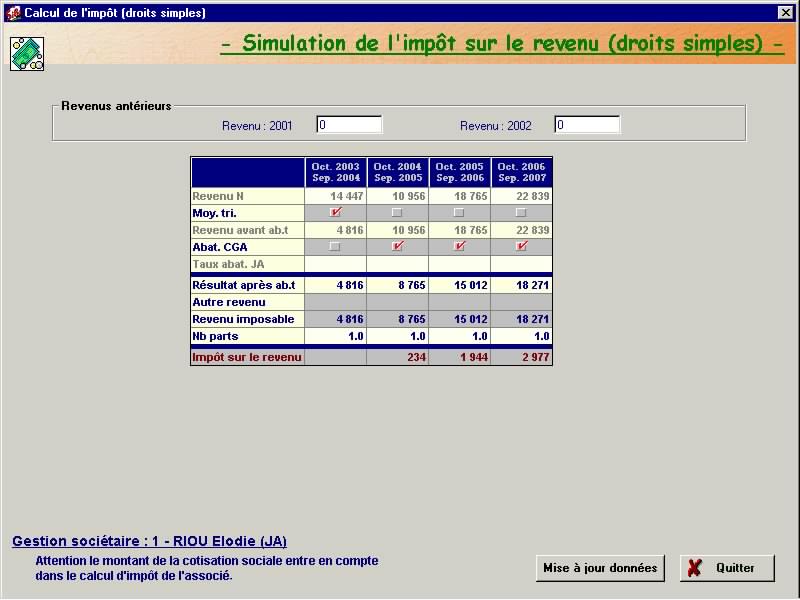 Calcul de l'impôt (droits simples)
- Simulation de l'impôt sur le revenu (droits simples) -
Revenus antérieurs
Revenu : 2001 0 Revenu : 2002 0
Oct. 2003 Oct. 2004 Oct. 2005 Oct. 2006
Sep. 2004 Sep. 2005 Sep. 2006 Sep. 2007
Revenu N 14 447 10 956 18 765 22 839
Moy. tri.
Revenu avant ab.t 4 816 10 956 18 765 22 839
Abat. CGA
Taux abat. JA
Résultat après ab.t 4 816 8 765 15 012 18 271
Autre revenu
Revenu imposable 4 816 8 765 15 012 18 271
Nb parts 1.0 1.0 1.0 1.0
Impôt sur le revenu 234 1 944 2 977
Gestion sociétaire : 1 - RIOU Elodie (JA)
Attention le montant de la cotisation sociale entre en compte
dans le calcul d'impôt de l'associé.
Mise à jour données Quitter